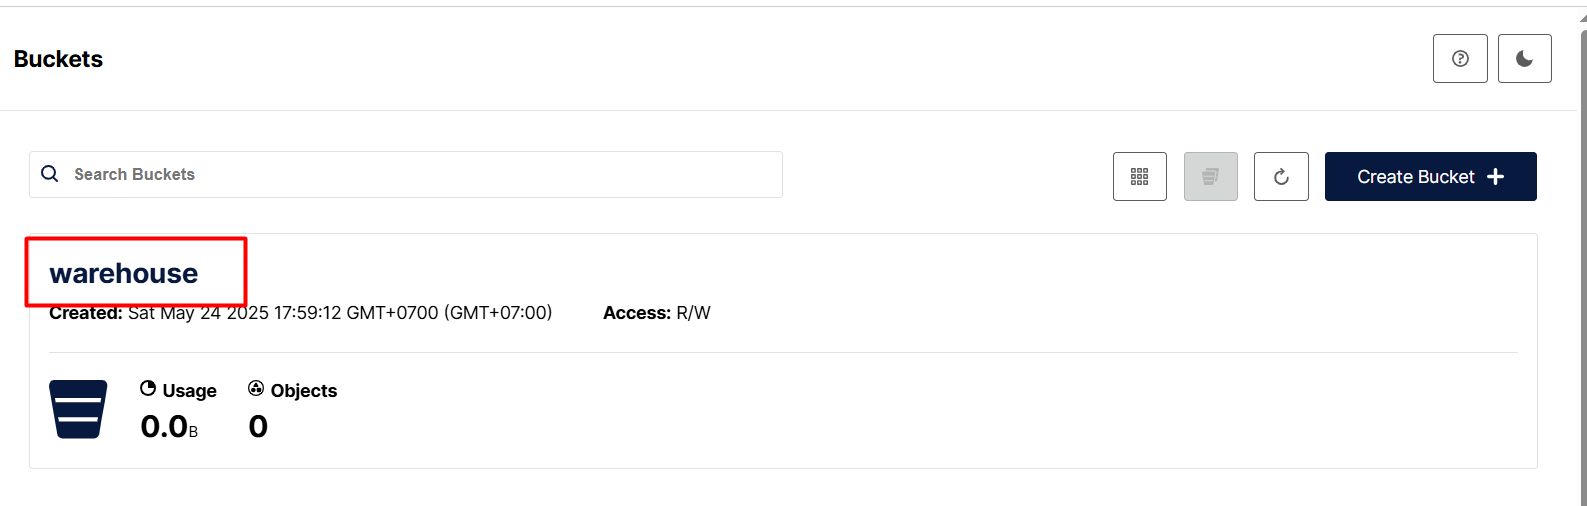 Buckets
Search Buckets
Create Bucket
warehouse
Created: Sat May 24 2025 17:59:12 GMT+0700 (GMT+07:00) Access: R/W
Usage Objects
0.0B 0